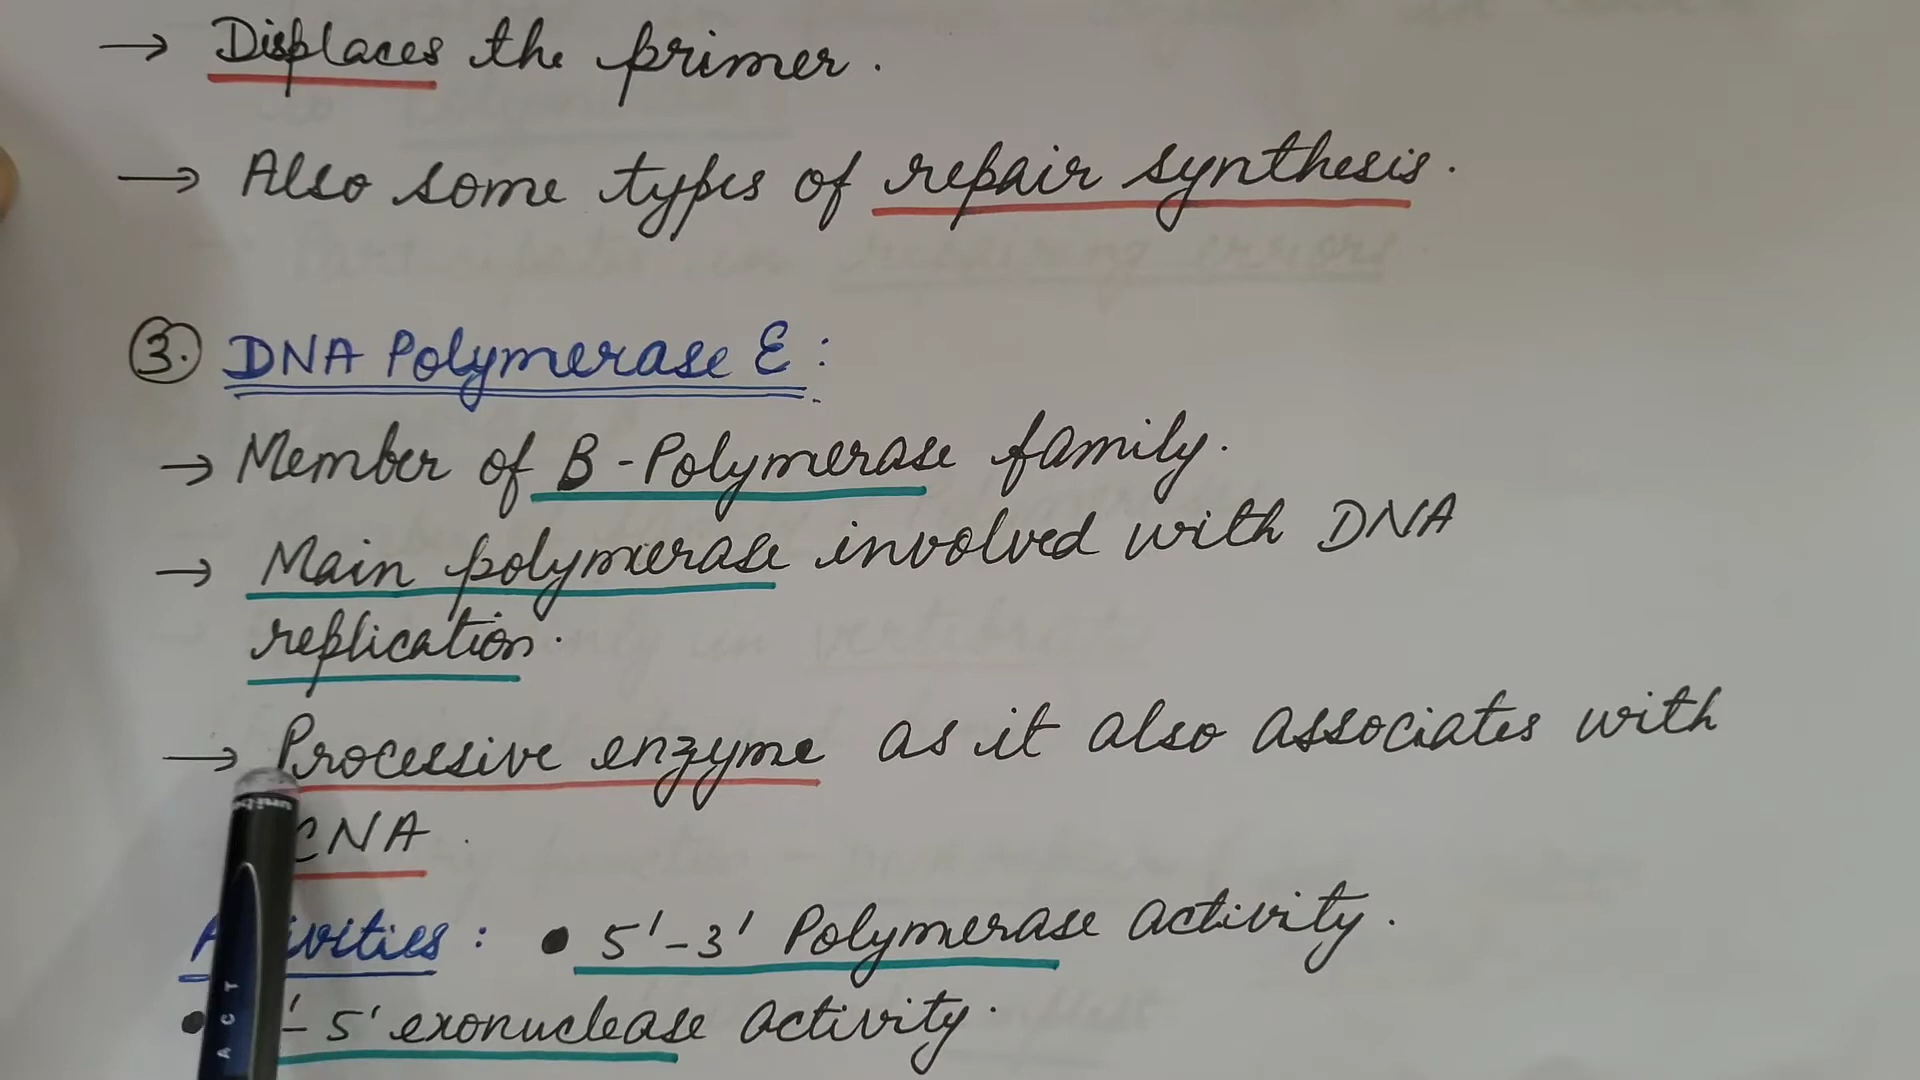 → Displaces the primer.
→ Also some types of repair synthesis.
3. DNA Polymerase Ɛ:
→ Member of B-Polymerase family.
→ Main polymerase involved with DNA
replication.
→ Processive enzyme as it also associates with
CNA.
ivities: • 5'-3' Polymerase activity.
• '-5' exonuclease activity.
ACT